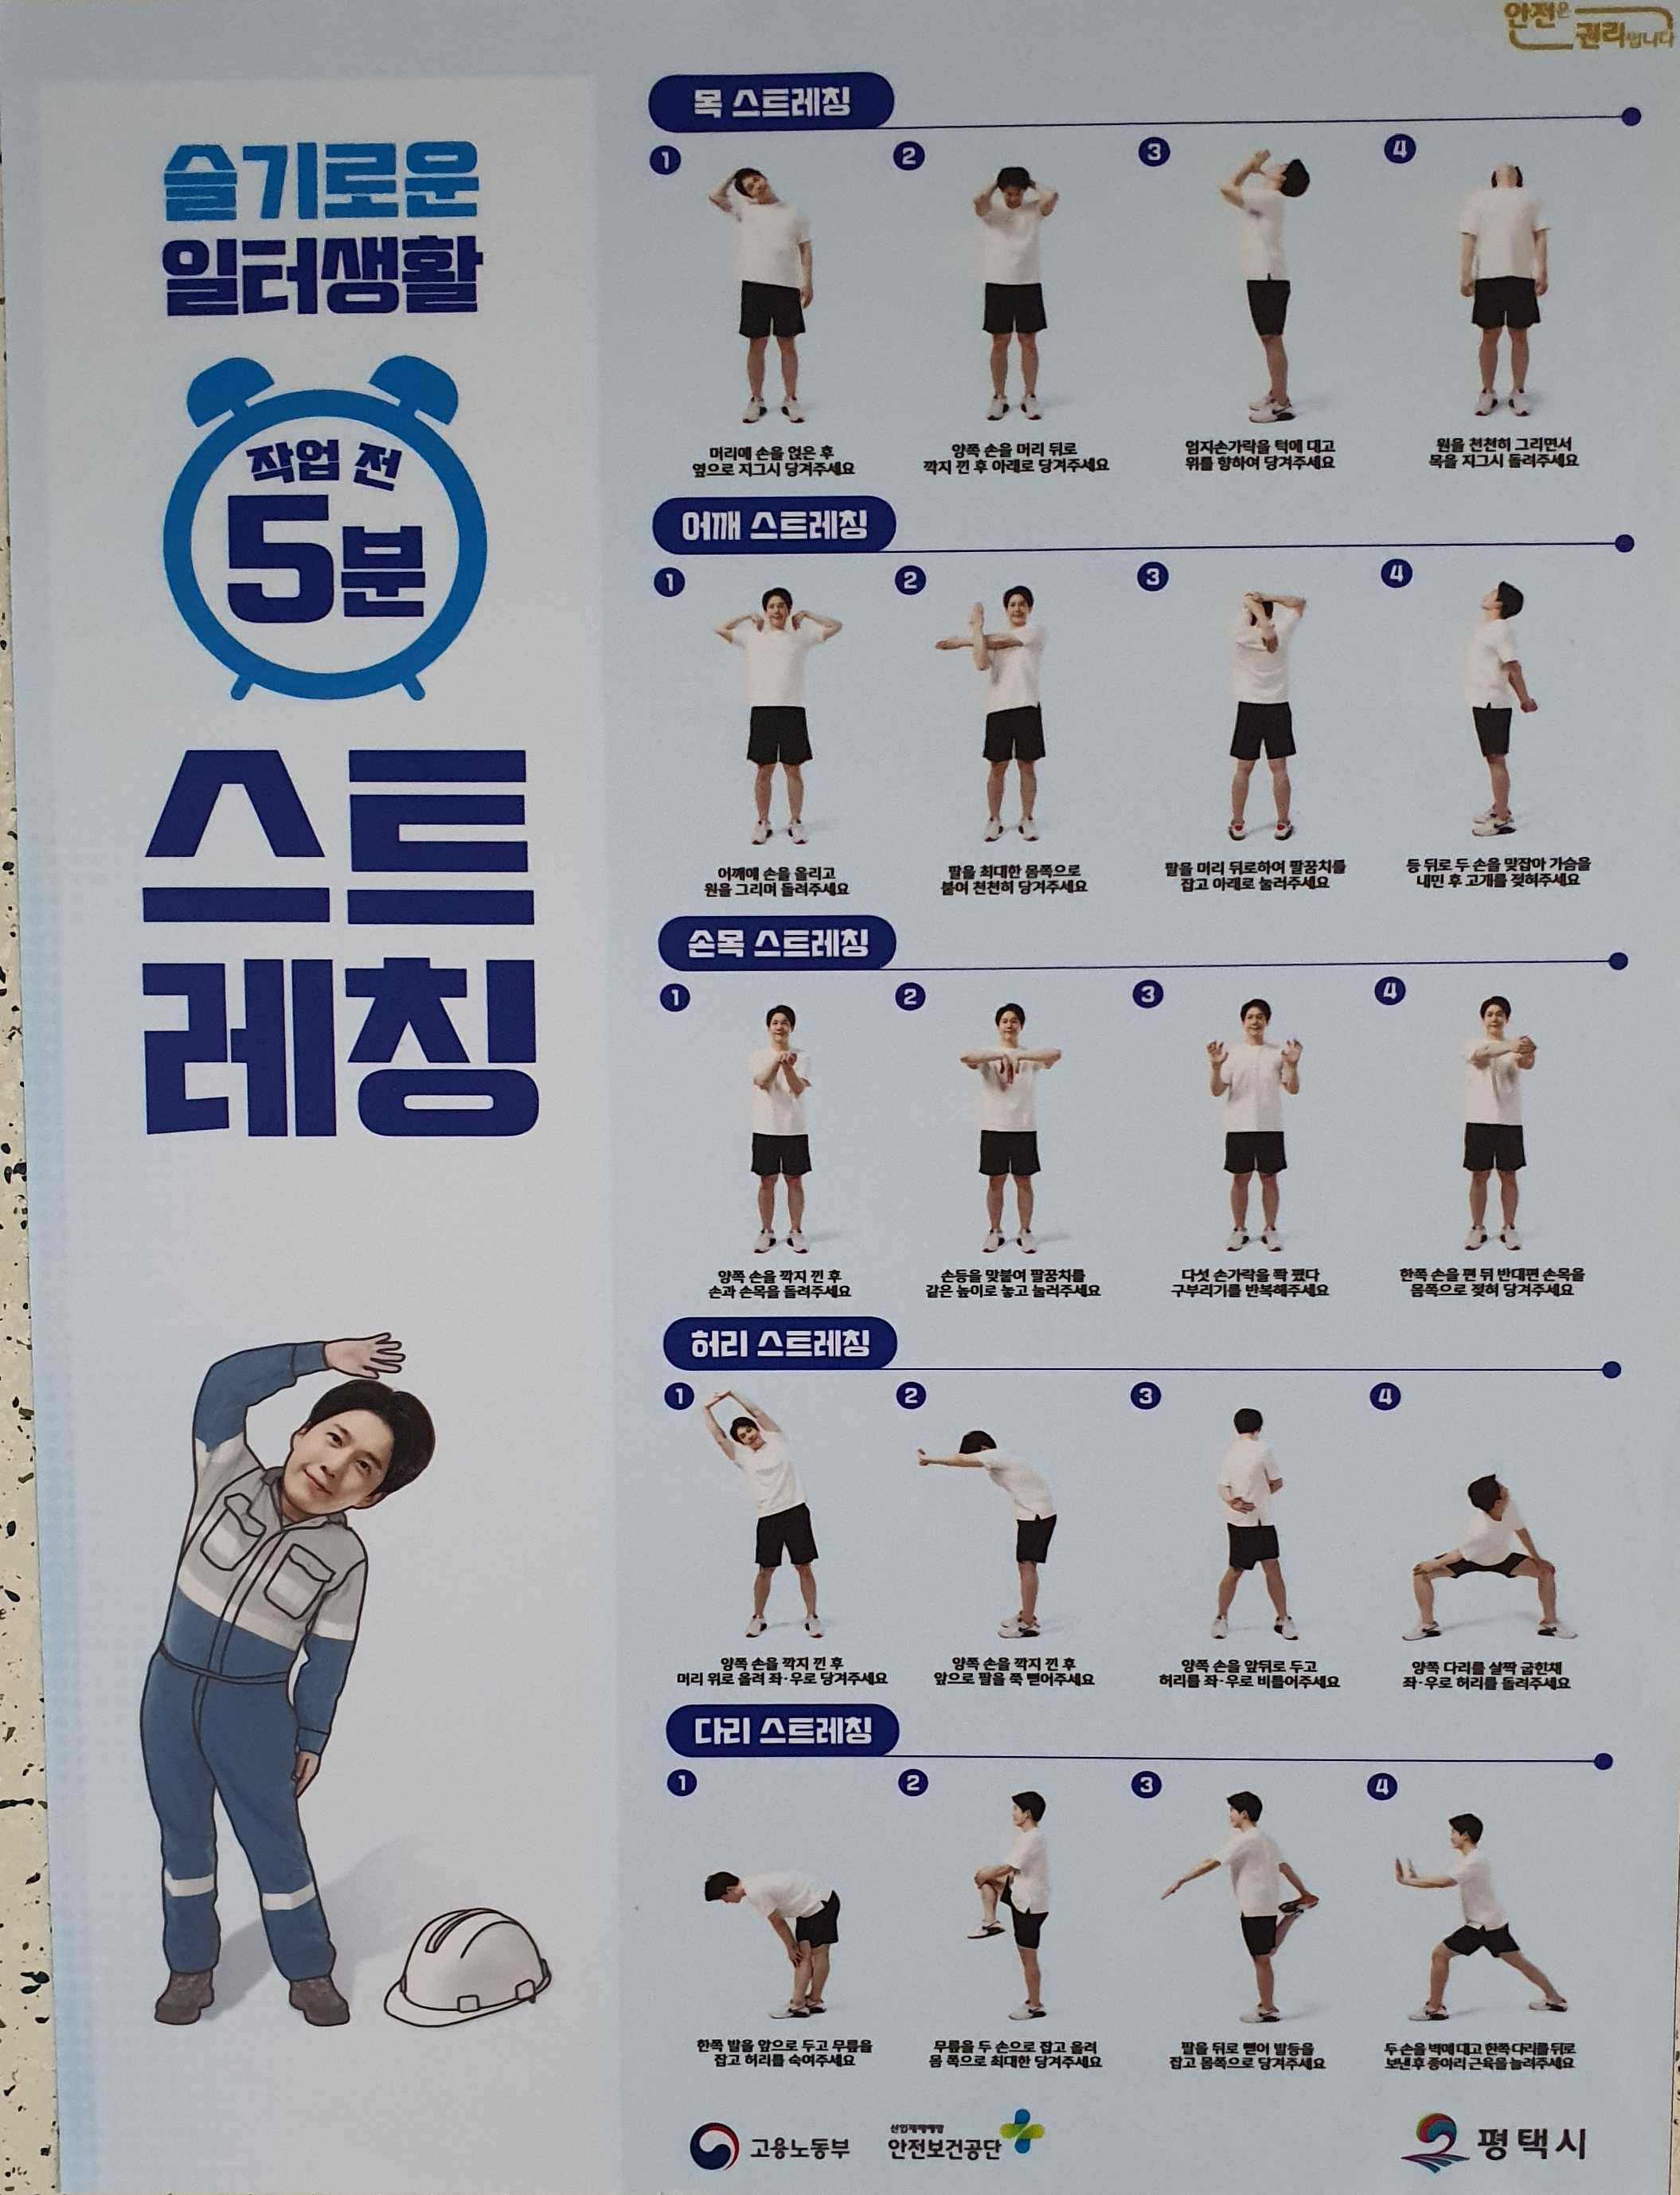 안전은
권리입니다
슬기로운
일터생활
작업 전
5분
스트
레칭
목 스트레칭
1
2
3
4
머리에 손을 얹은 후
옆으로 지그시 당겨주세요
양쪽 손을 머리 뒤로
깍지 낀 후 아래로 당겨주세요
엄지손가락을 턱에 대고
위를 향하여 당겨주세요
원을 천천히 그리면서
목을 지그시 돌려주세요
어깨 스트레칭
1
2
3
4
어깨에 손을 올리고
원을 그리며 돌려주세요
팔을 최대한 몸쪽으로
붙여 천천히 당겨주세요
팔을 머리 뒤로하여 팔꿈치를
잡고 아래로 눌러주세요
등 뒤로 두 손을 맞잡아 가슴을
내민 후 고개를 젖혀주세요
손목 스트레칭
1
2
3
4
양쪽 손을 깍지 낀 후
손과 손목을 돌려주세요
손등을 맞붙여 팔꿈치를
같은 높이로 놓고 눌러주세요
다섯 손가락을 쫙 폈다
구부리기를 반복해주세요
한쪽 손을 편 뒤 반대편 손목을
몸쪽으로 젖혀 당겨주세요
허리 스트레칭
1
2
3
4
양쪽 손을 깍지 낀 후
머리 위로 올려 좌·우로 당겨주세요
양쪽 손을 깍지 낀 후
앞으로 팔을 쭉 뻗어주세요
양쪽 손을 앞뒤로 두고
허리를 좌·우로 비틀어주세요
양쪽 다리를 살짝 굽힌채
좌·우로 허리를 돌려주세요
다리 스트레칭
1
2
3
4
한쪽 발을 앞으로 두고 무릎을
잡고 허리를 숙여주세요
무릎을 두 손으로 잡고 올려
몸 쪽으로 최대한 당겨주세요
팔을 뒤로 뻗어 발등을
잡고 몸쪽으로 당겨주세요
두 손을 벽에 대고 한쪽 다리를 뒤로
보낸 후 종아리 근육을 늘려주세요
고용노동부
산업재해예방
안전보건공단
평택시